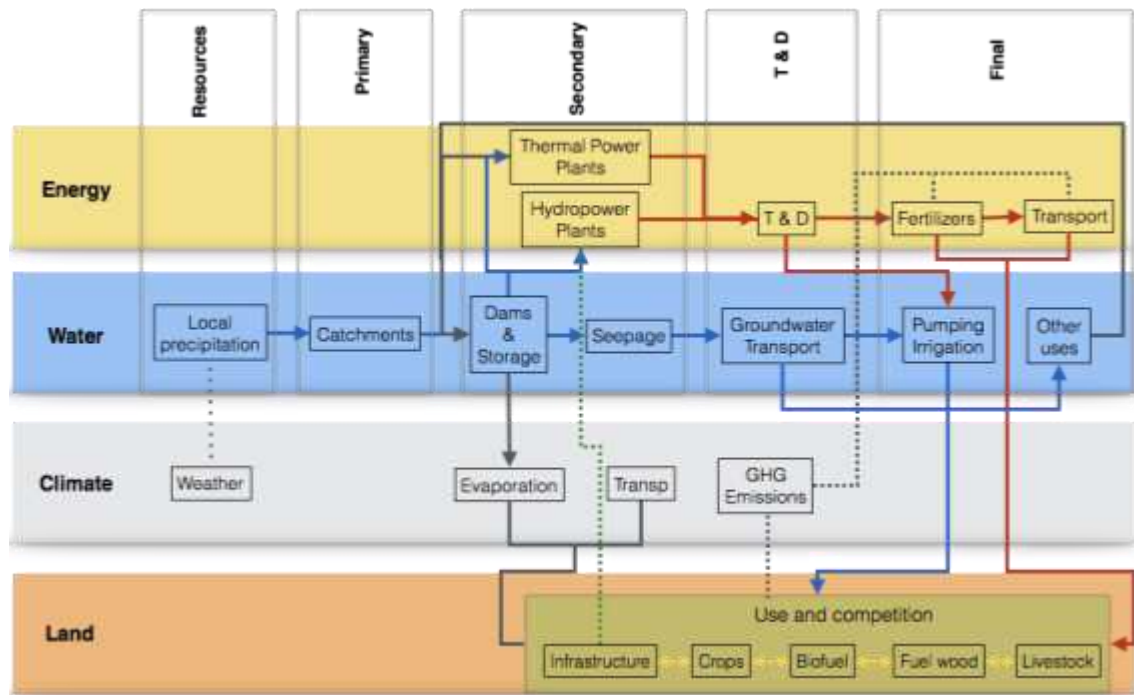 Resources
Primary
Secondary
T & D
Final
Energy
Thermal Power
Plants
Hydropower
Plants
T & D
Fertilizers
Transport
Water
Local
precipitation
Catchments
Dams
&
Storage
Seepage
Groundwater
Transport
Pumping
Irrigation
Other
uses
Climate
Weather
Evaporation
Transp
GHG
Emissions
Land
Use and competition
Infrastructure
Crops
Biofuel
Fuel wood
Livestock